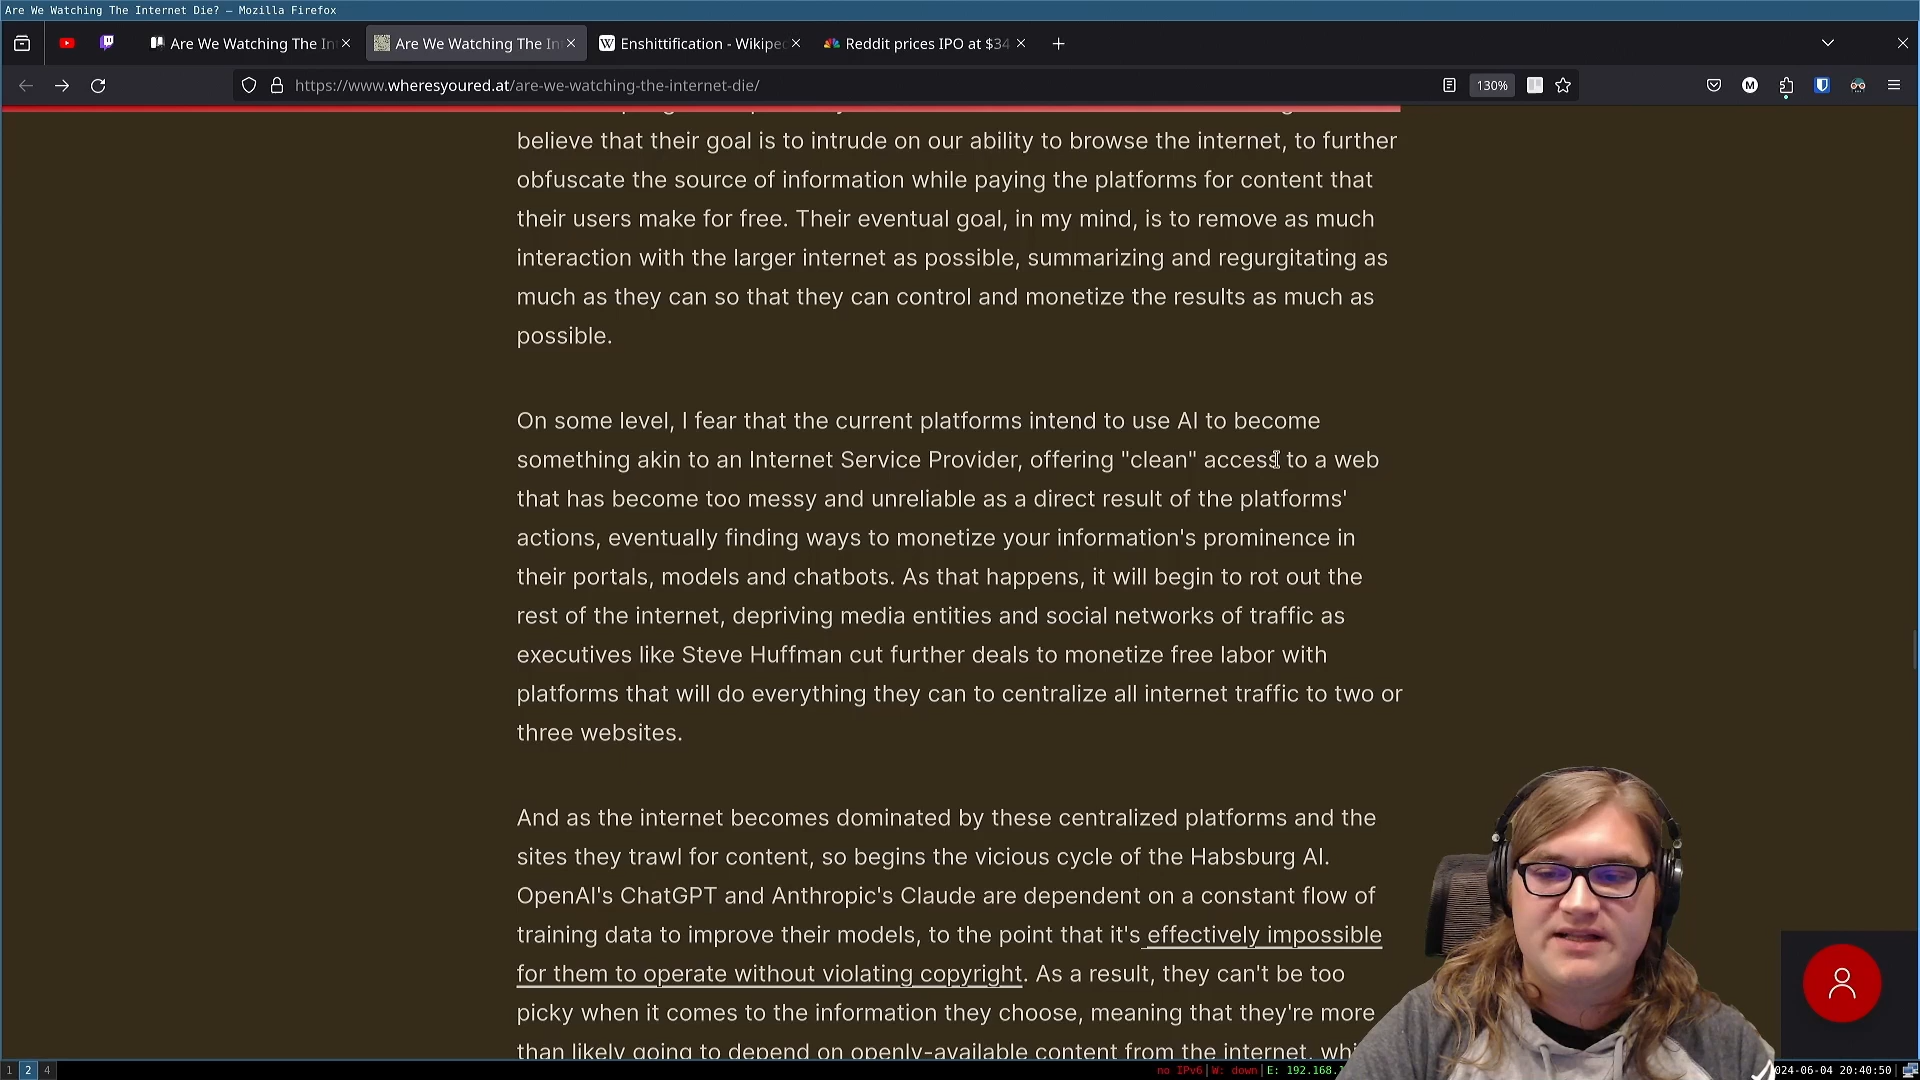 Are We Watching The Internet Die? — Mozilla Firefox
Are We Watching The In
Are We Watching The In
Enshittification - Wikiped
Reddit prices IPO at $34
https://www.wheresyoured.at/are-we-watching-the-internet-die/
130%
believe that their goal is to intrude on our ability to browse the internet, to further
obfuscate the source of information while paying the platforms for content that
their users make for free. Their eventual goal, in my mind, is to remove as much
interaction with the larger internet as possible, summarizing and regurgitating as
much as they can so that they can control and monetize the results as much as
possible.
On some level, I fear that the current platforms intend to use AI to become
something akin to an Internet Service Provider, offering "clean" access to a web
that has become too messy and unreliable as a direct result of the platforms'
actions, eventually finding ways to monetize your information's prominence in
their portals, models and chatbots. As that happens, it will begin to rot out the
rest of the internet, depriving media entities and social networks of traffic as
executives like Steve Huffman cut further deals to monetize free labor with
platforms that will do everything they can to centralize all internet traffic to two or
three websites.
And as the internet becomes dominated by these centralized platforms and the
sites they trawl for content, so begins the vicious cycle of the Habsburg AI.
OpenAI's ChatGPT and Anthropic's Claude are dependent on a constant flow of
training data to improve their models, to the point that it's effectively impossible
for them to operate without violating copyright. As a result, they can't be too
picky when it comes to the information they choose, meaning that they're more
than likely going to depend on openly-available content from the internet, whi
1 2 4
no IPv6|W: down|E: 192.168.
024-06-04 20:40:50